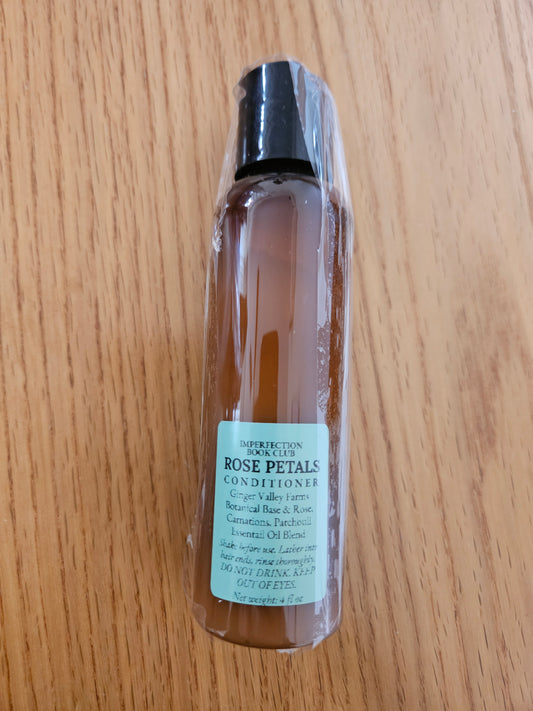 IMPERFECTION
BOOK CLUB
ROSE PETALS
CONDITIONER
Ginger Valley Farms
Botanical Base & Rose,
Carnations, Patchouli
Essentail Oil Blend
Shake before use. Lather into
hair ends, rinse thoroughly.
DO NOT DRINK. KEEP
OUT OF EYES.
Net weight: 4 fl oz